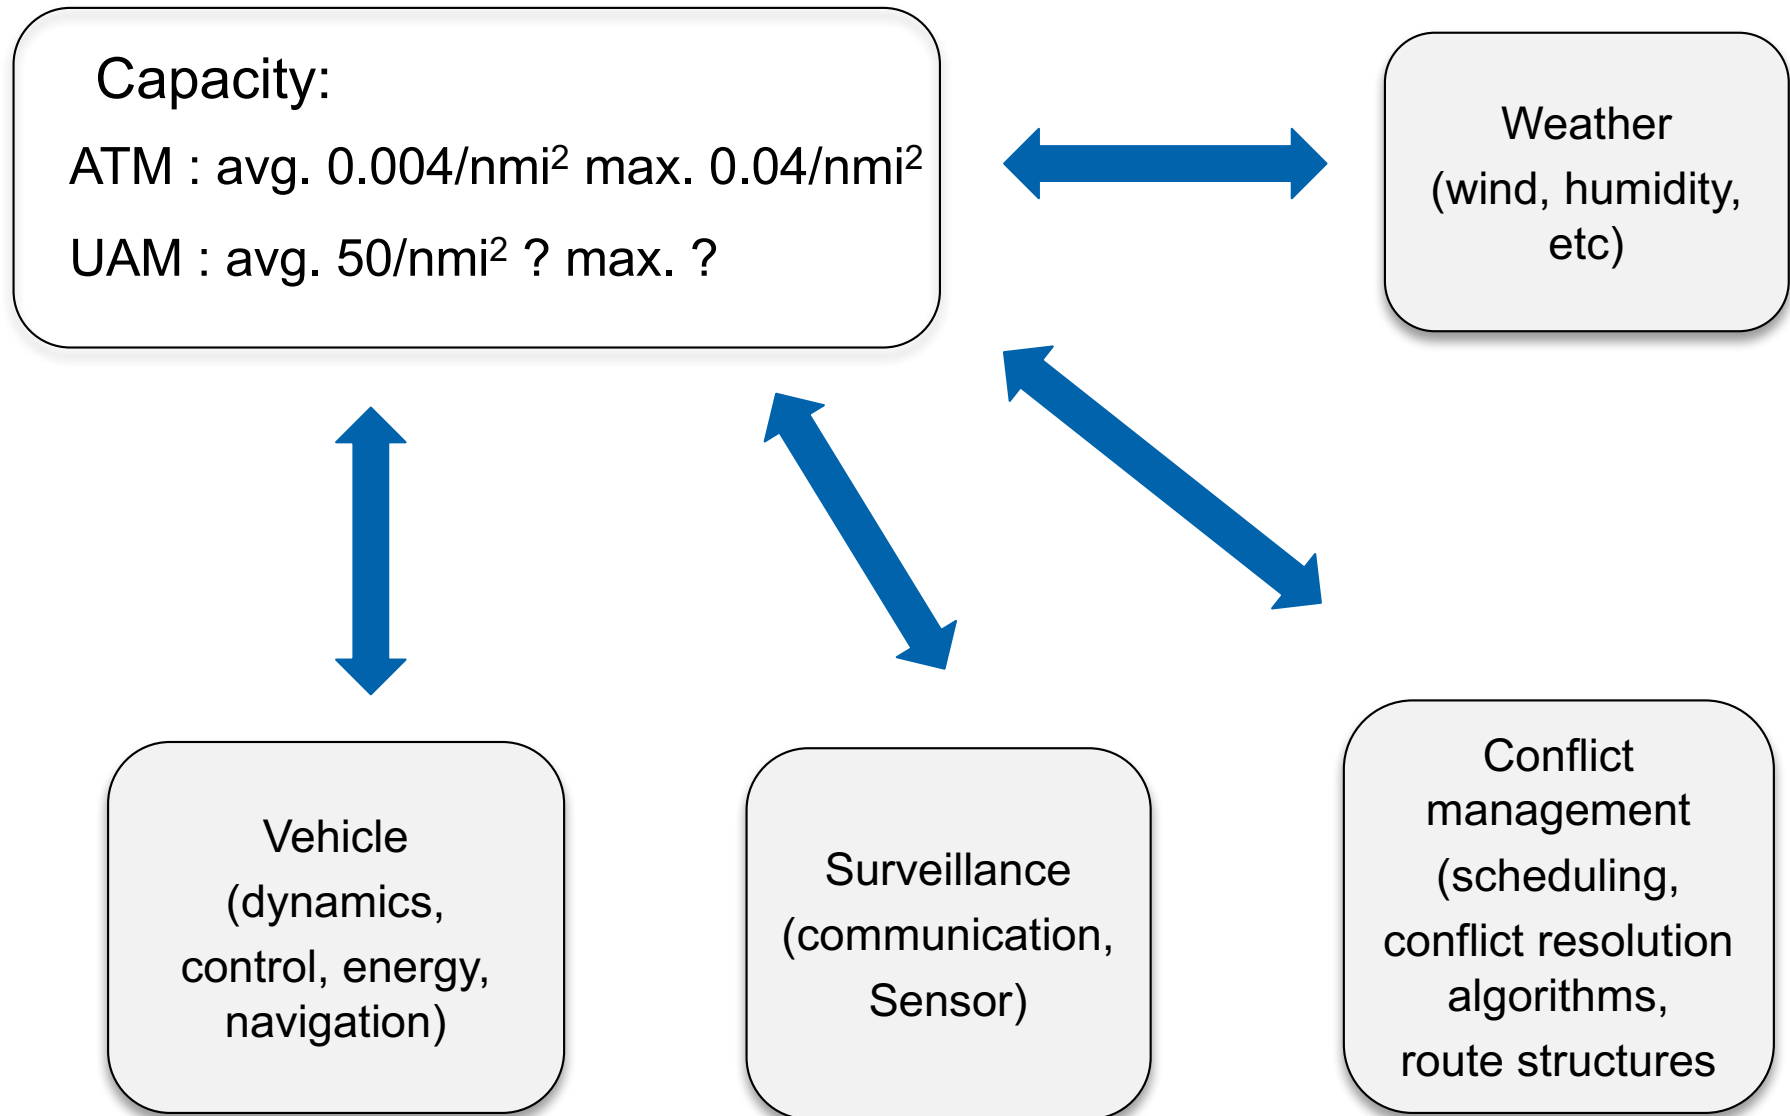 Capacity:
ATM : avg. 0.004/nmi² max. 0.04/nmi²
UAM : avg. 50/nmi² ? max. ?
Weather
(wind, humidity,
etc)
Vehicle
(dynamics,
control, energy,
navigation)
Surveillance
(communication,
Sensor)
Conflict
management
(scheduling,
conflict resolution
algorithms,
route structures